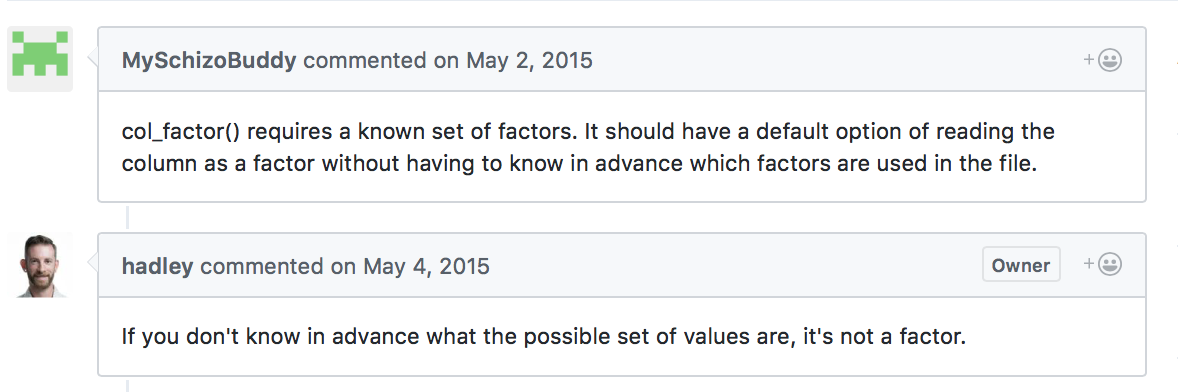 MySchizoBuddy commented on May 2, 2015
col_factor() requires a known set of factors. It should have a default option of reading the
column as a factor without having to know in advance which factors are used in the file.
hadley commented on May 4, 2015 Owner
If you don't know in advance what the possible set of values are, it's not a factor.